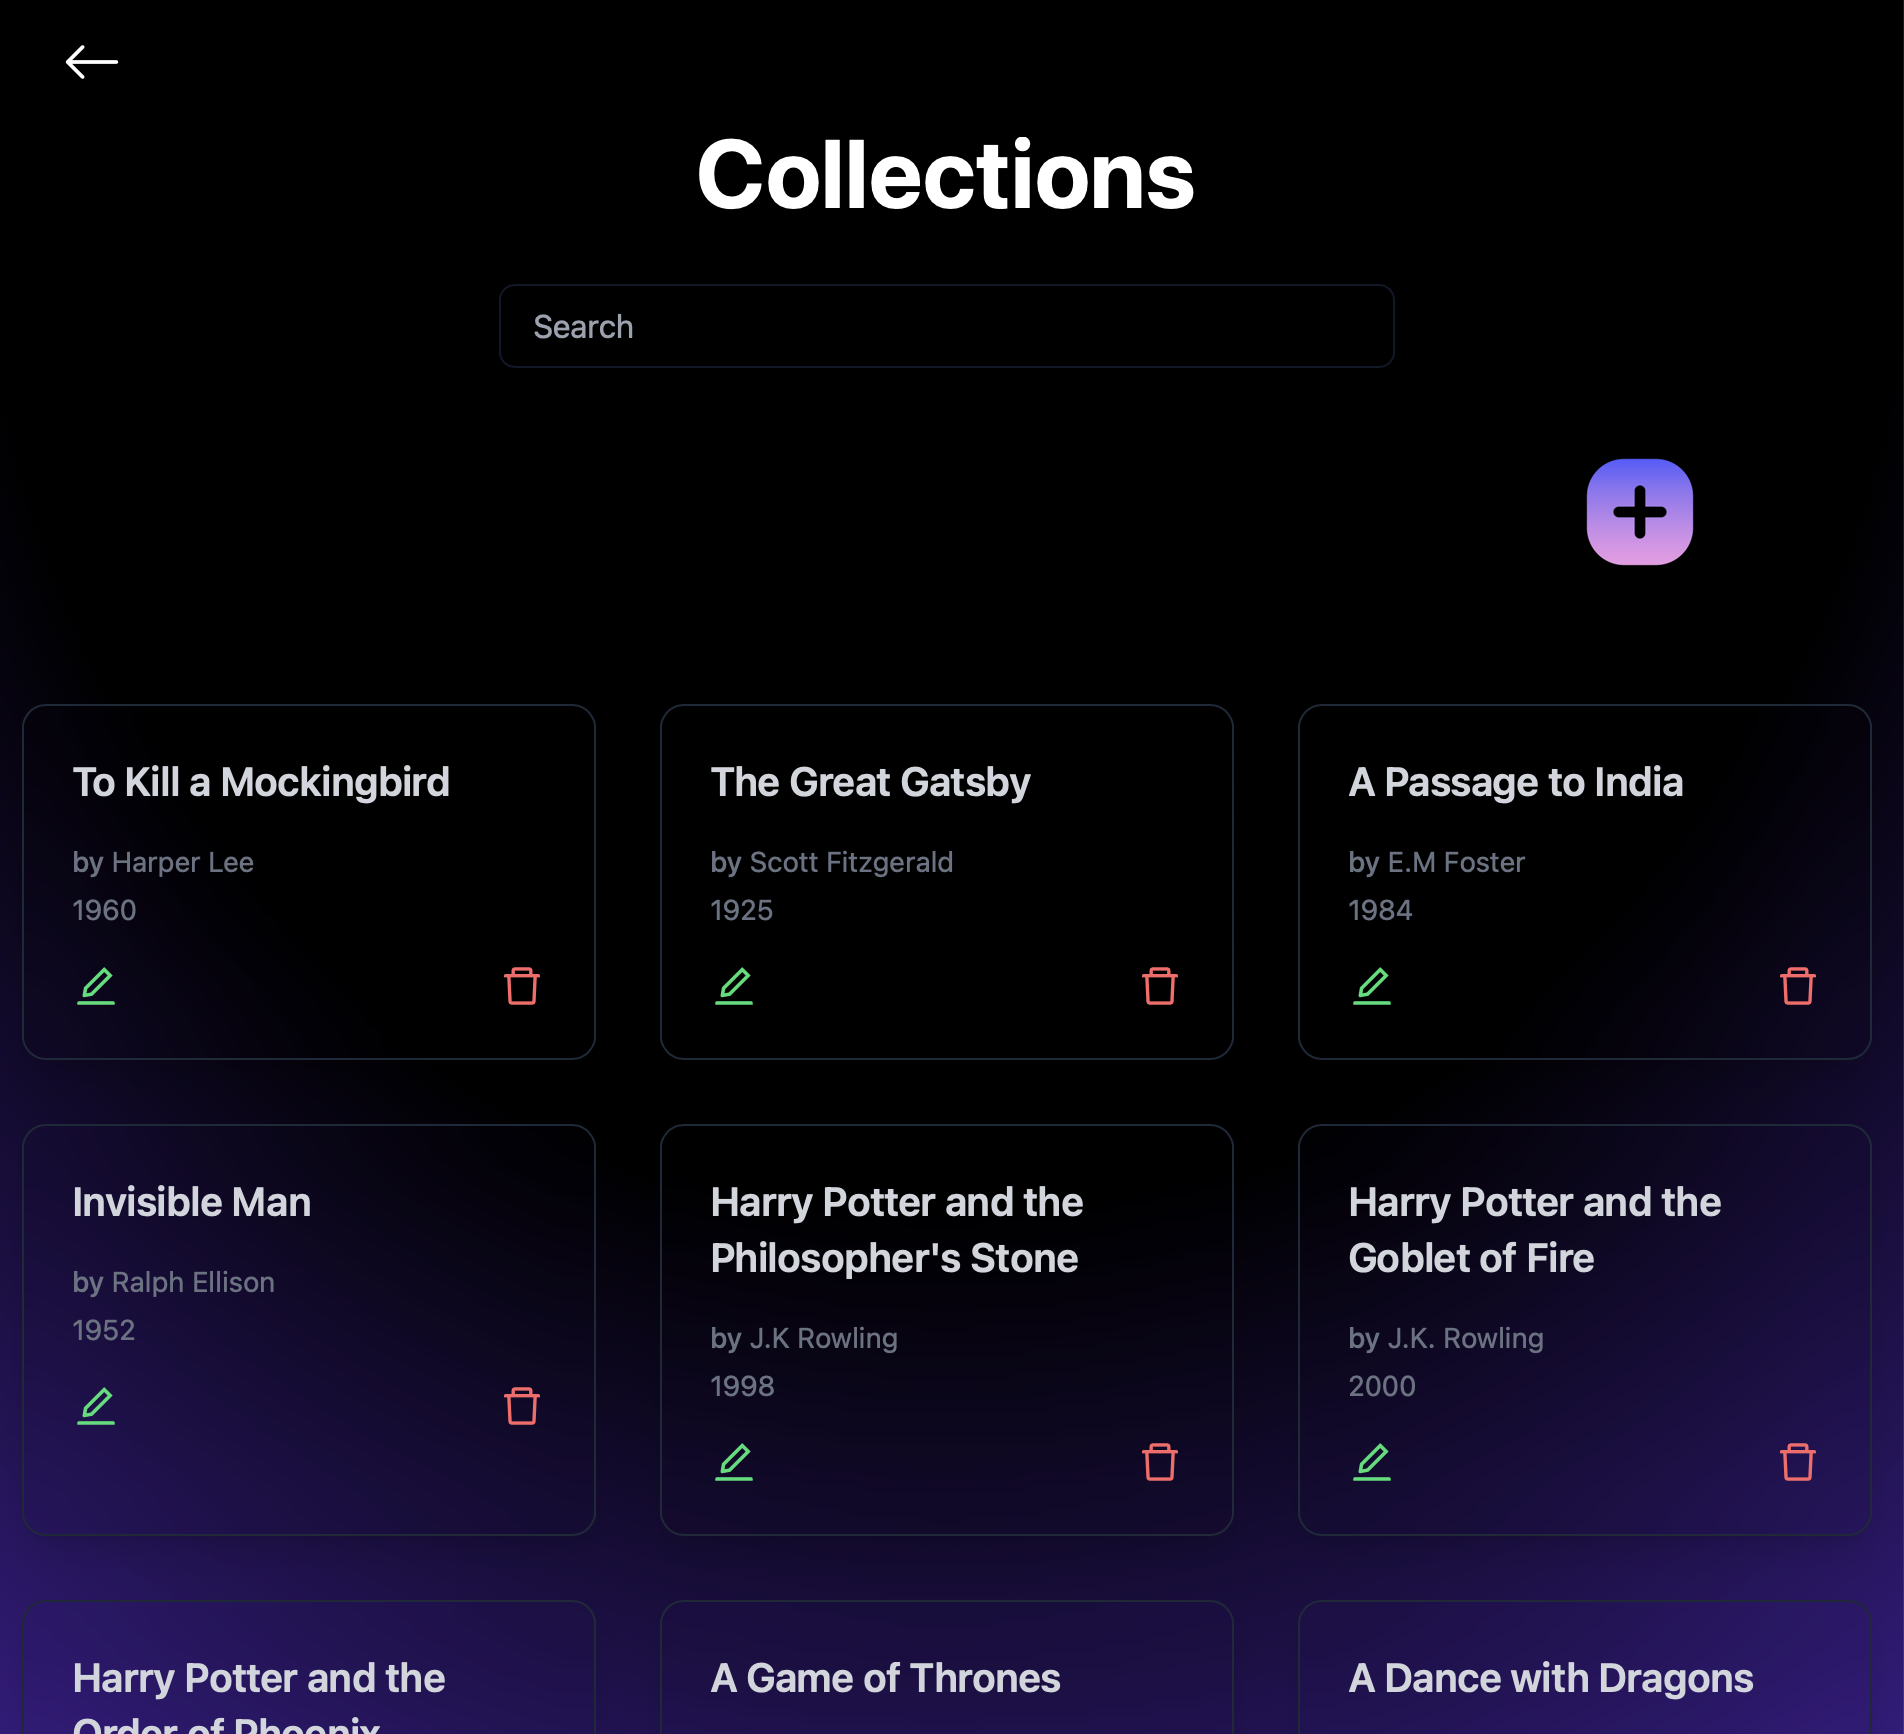 Collections
Search
To Kill a Mockingbird
by Harper Lee
1960
The Great Gatsby
by Scott Fitzgerald
1925
A Passage to India
by E.M Foster
1984
Invisible Man
by Ralph Ellison
1952
Harry Potter and the
Philosopher's Stone
by J.K Rowling
1998
Harry Potter and the
Goblet of Fire
by J.K. Rowling
2000
Harry Potter and the
Order of Phoenix
A Game of Thrones
A Dance with Dragons